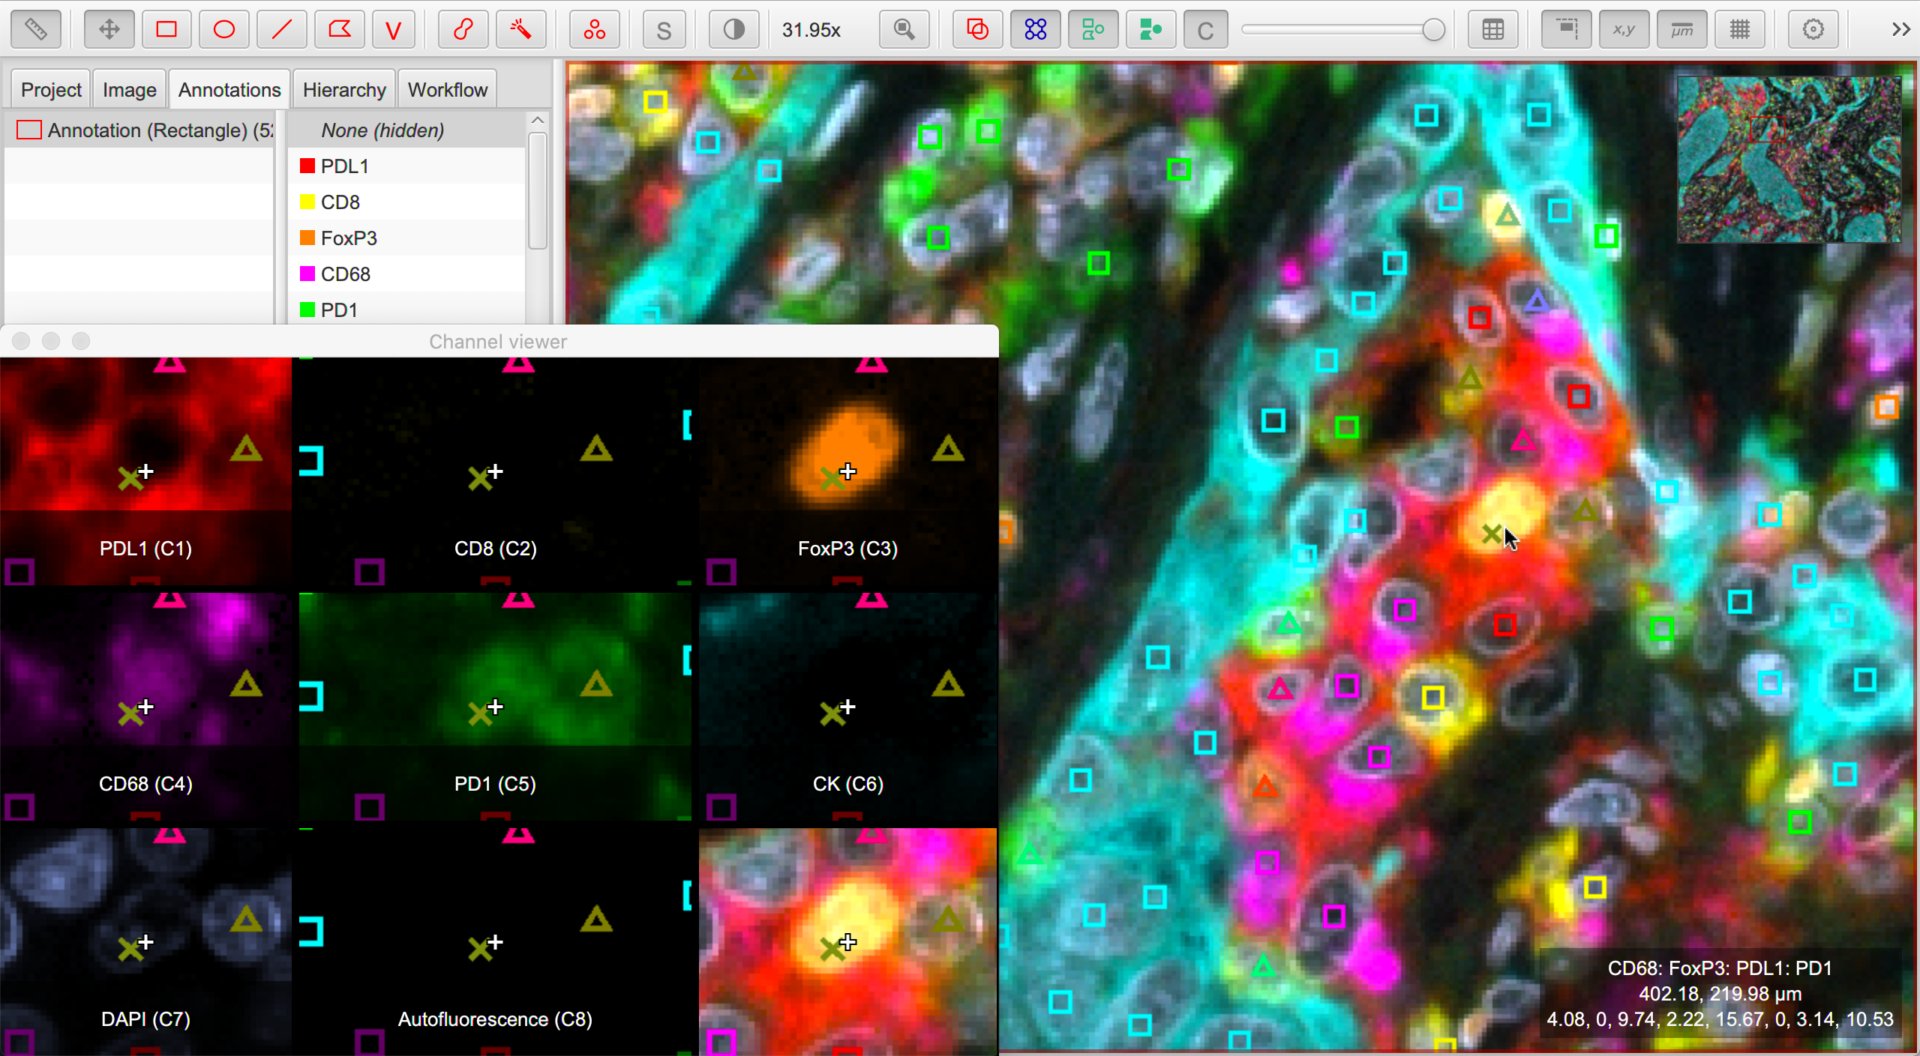 V
S
31.95x
C
x,y
µm
Project
Image
Annotations
Hierarchy
Workflow
Annotation (Rectangle) (5
None (hidden)
PDL1
CD8
FoxP3
CD68
PD1
Channel viewer
PDL1 (C1)
CD8 (C2)
FoxP3 (C3)
CD68 (C4)
PD1 (C5)
CK (C6)
DAPI (C7)
Autofluorescence (C8)
CD68: FoxP3: PDL1: PD1
402.18, 219.98 µm
4.08, 0, 9.74, 2.22, 15.67, 0, 3.14, 10.53